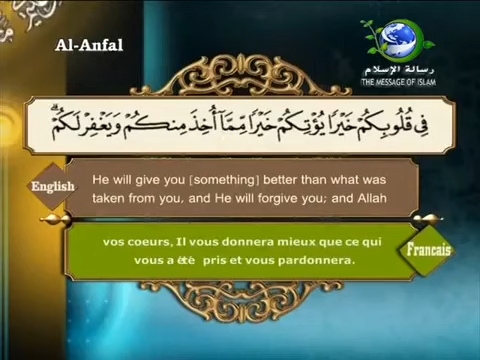 Al-Anfal
رسالة الإسلام
THE MESSAGE OF ISLAM
فِي قُلُوبِكُمْ خَيْرًا يُؤْتِكُمْ خَيْرًا مِّمَّآ أُخِذَ مِنكُمْ وَيَغْفِرْ لَكُمْ ۗ
English
He will give you [something] better than what was
taken from you, and He will forgive you; and Allah
vos coeurs, Il vous donnera mieux que ce qui
vous a étè pris et vous pardonnera.
Francais